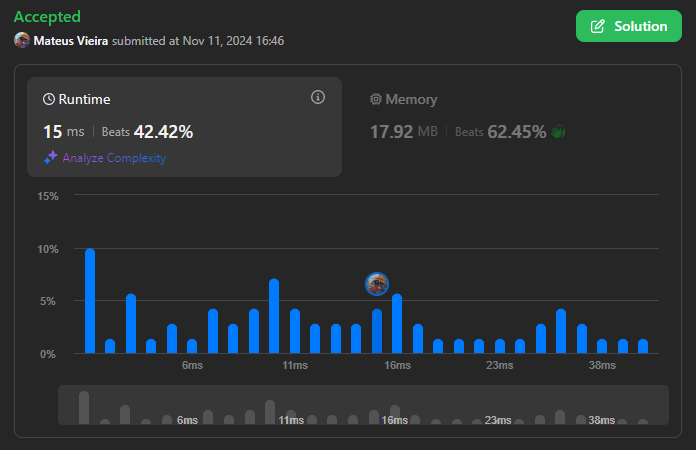 Accepted
Mateus Vieira submitted at Nov 11, 2024 16:46
Solution
Runtime
15 ms | Beats 42.42%
Analyze Complexity
Memory
17.92 MB | Beats 62.45%
15%
10%
5%
0%
6ms 11ms 16ms 23ms 38ms
6ms 11ms 16ms 23ms 38ms